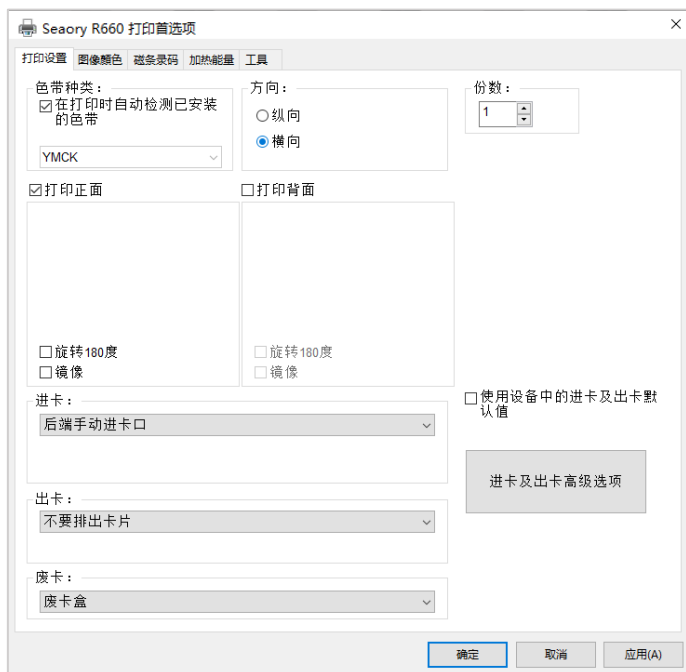 Seaory R660 打印首选项
打印设置 图像颜色 磁条录码 加热能量 工具
色带种类：
在打印时自动检测已安装
的色带
YMCK
方向：
纵向
横向
份数：
1
打印正面
打印背面
旋转180度
镜像
旋转180度
镜像
进卡：
后端手动进卡口
使用设备中的进卡及出卡默
认值
进卡及出卡高级选项
出卡：
不要排出卡片
废卡：
废卡盒
确定 取消 应用(A)